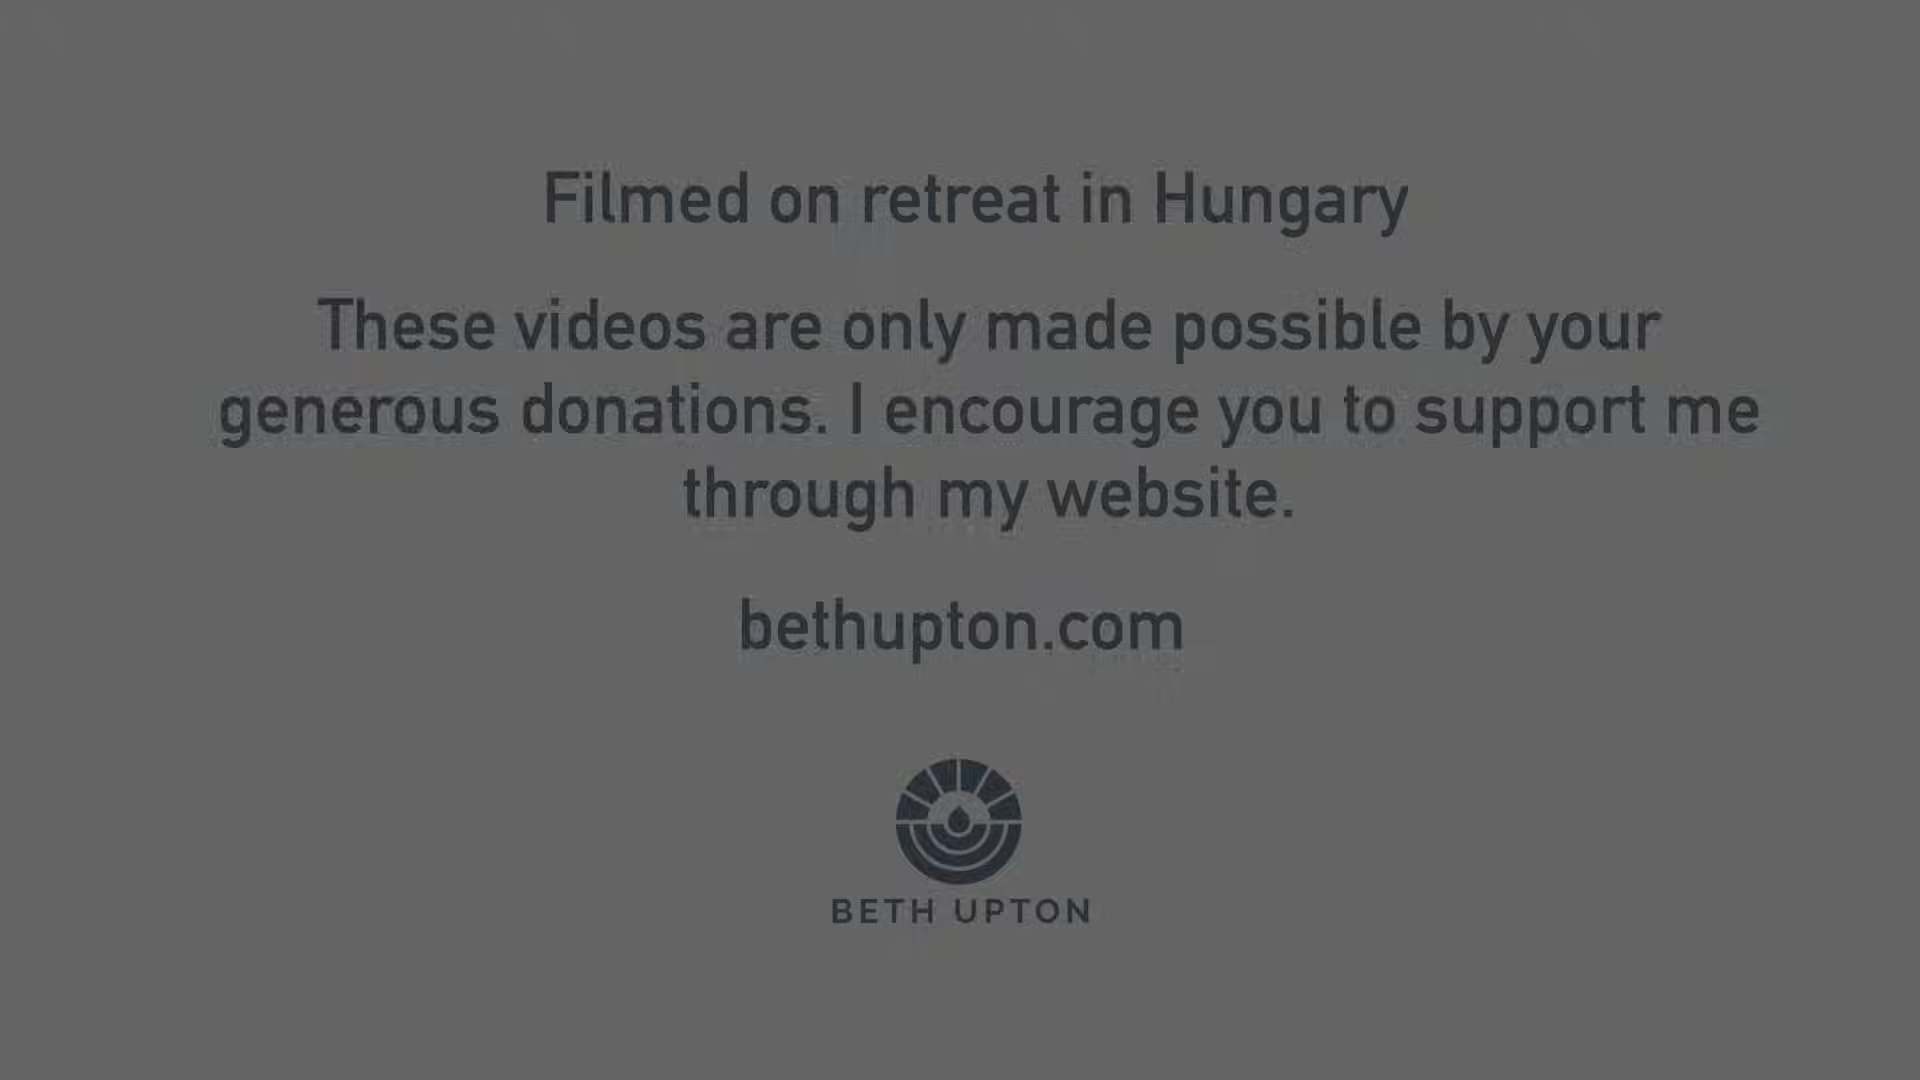 Filmed on retreat in Hungary
These videos are only made possible by your
generous donations. I encourage you to support me
through my website.
bethupton.com
BETH UPTON